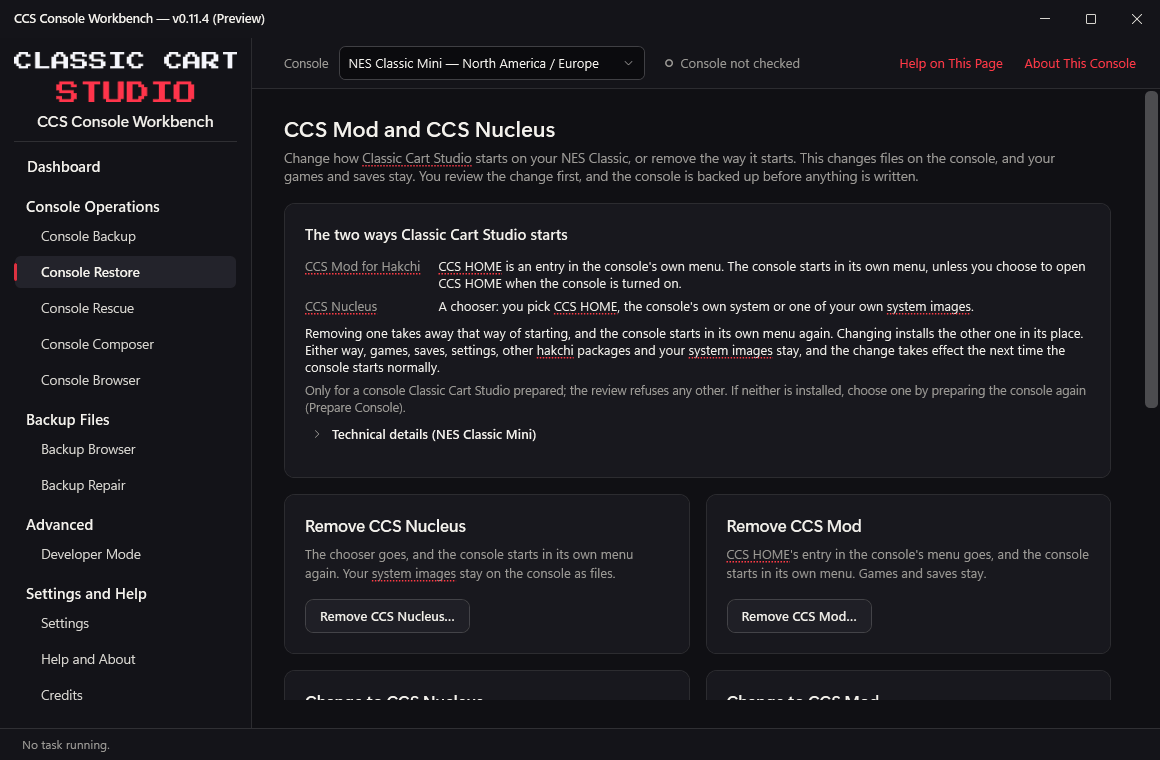 CCS Console Workbench — v0.11.4 (Preview)
CLASSIC CART
STUDIO
CCS Console Workbench
Dashboard
Console Operations
Console Backup
Console Restore
Console Rescue
Console Composer
Console Browser
Backup Files
Backup Browser
Backup Repair
Advanced
Developer Mode
Settings and Help
Settings
Help and About
Credits
Console
NES Classic Mini — North America / Europe
Console not checked
Help on This Page
About This Console
CCS Mod and CCS Nucleus
Change how Classic Cart Studio starts on your NES Classic, or remove the way it starts. This changes files on the console, and your
games and saves stay. You review the change first, and the console is backed up before anything is written.
The two ways Classic Cart Studio starts
CCS Mod for Hakchi
CCS HOME is an entry in the console's own menu. The console starts in its own menu, unless you choose to open
CCS HOME when the console is turned on.
CCS Nucleus
A chooser: you pick CCS HOME, the console's own system or one of your own system images.
Removing one takes away that way of starting, and the console starts in its own menu again. Changing installs the other one in its place.
Either way, games, saves, settings, other hakchi packages and your system images stay, and the change takes effect the next time the
console starts normally.
Only for a console Classic Cart Studio prepared; the review refuses any other. If neither is installed, choose one by preparing the console again
(Prepare Console).
Technical details (NES Classic Mini)
Remove CCS Nucleus
The chooser goes, and the console starts in its own menu
again. Your system images stay on the console as files.
Remove CCS Nucleus...
Remove CCS Mod
CCS HOME's entry in the console's menu goes, and the console
starts in its own menu. Games and saves stay.
Remove CCS Mod...
Change to CCS Nucleus
Change to CCS Mod
No task running.